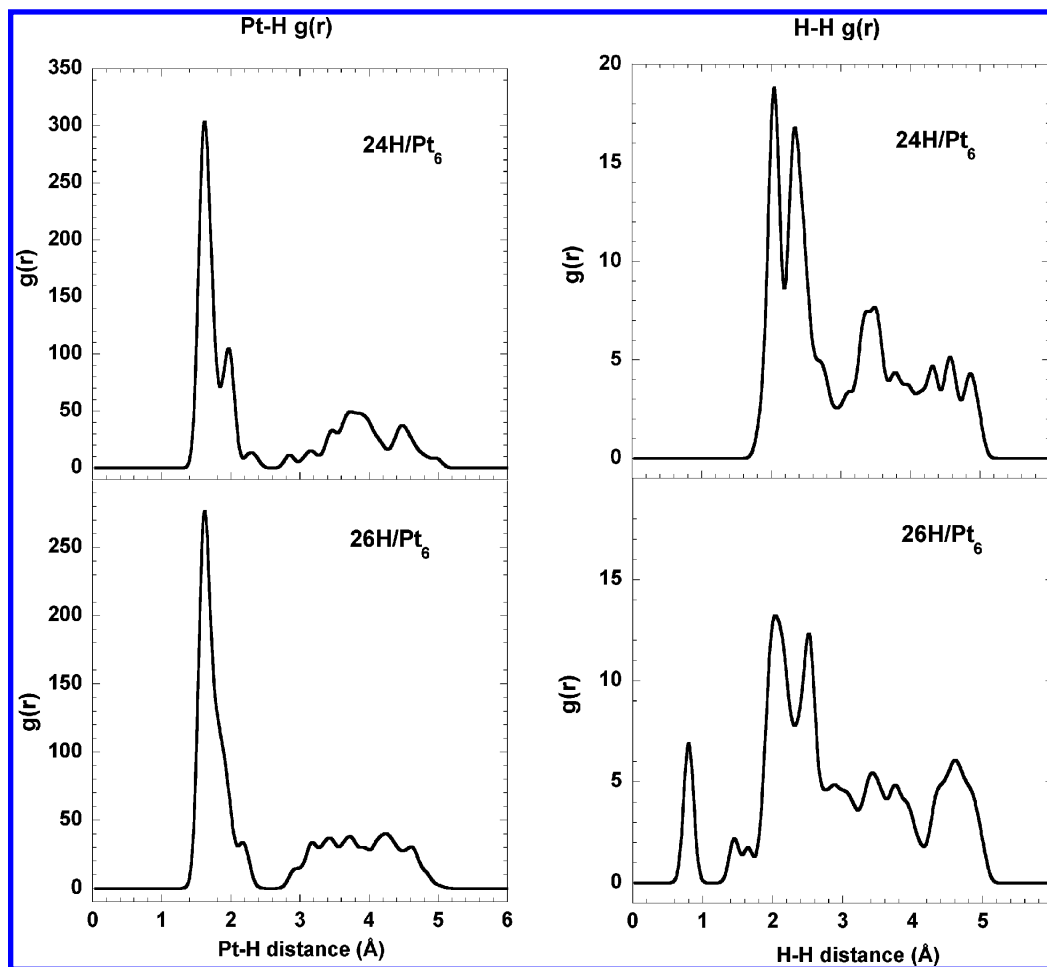 Pt-H g(r)
350
300
250
200
150
100
50
0
g(r)
24H/Pt₆
H-H g(r)
20
15
10
5
0
g(r)
24H/Pt₆
250
200
150
100
50
0
g(r)
26H/Pt₆
0 1 2 3 4 5 6
Pt-H distance (Å)
15
10
5
0
g(r)
26H/Pt₆
0 1 2 3 4 5
H-H distance (Å)